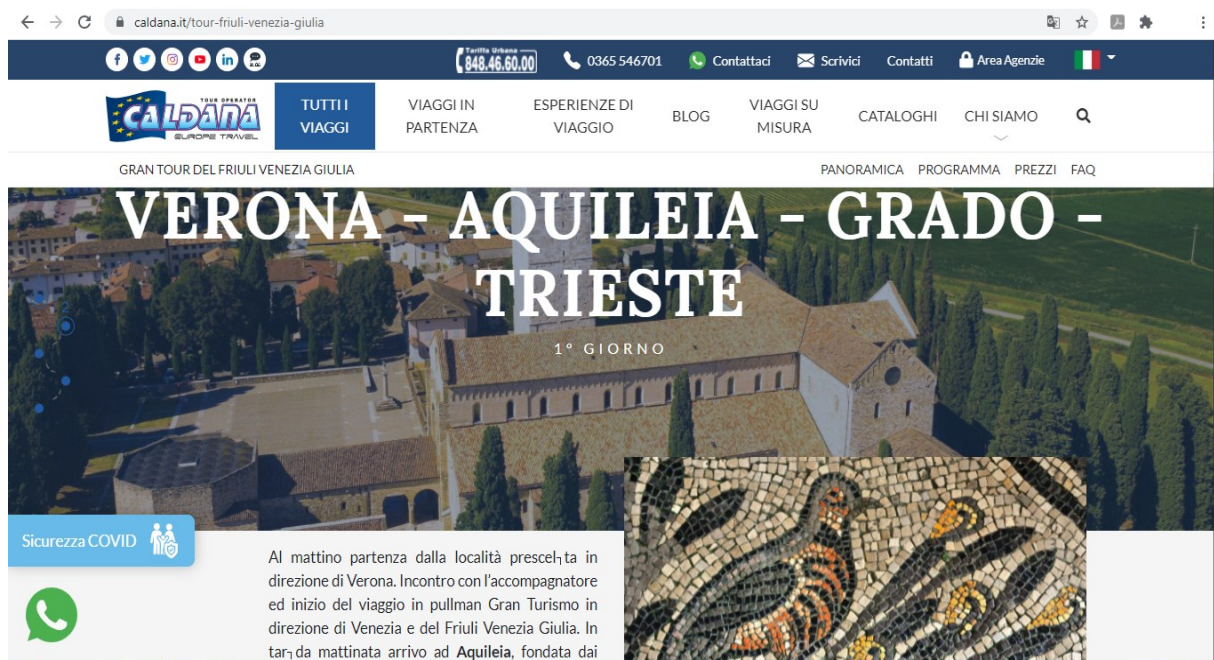 caldana.it/tour-friuli-venezia-giulia
Tariffa Urbana
848.46.60.00
0365 546701
Contattaci
Scrivici
Contatti
Area Agenzie
TOUR OPERATOR
CALDANA
EUROPE TRAVEL
TUTTI I
VIAGGI
VIAGGI IN
PARTENZA
ESPERIENZE DI
VIAGGIO
BLOG
VIAGGI SU
MISURA
CATALOGHI
CHI SIAMO
GRAN TOUR DEL FRIULI VENEZIA GIULIA
PANORAMICA PROGRAMMA PREZZI FAQ
VERONA – AQUILEIA – GRADO –
TRIESTE
1° GIORNO
Sicurezza COVID
Al mattino partenza dalla località prescel¬ta in
direzione di Verona. Incontro con l'accompagnatore
ed inizio del viaggio in pullman Gran Turismo in
direzione di Venezia e del Friuli Venezia Giulia. In
tar¬da mattinata arrivo ad Aquileia, fondata dai